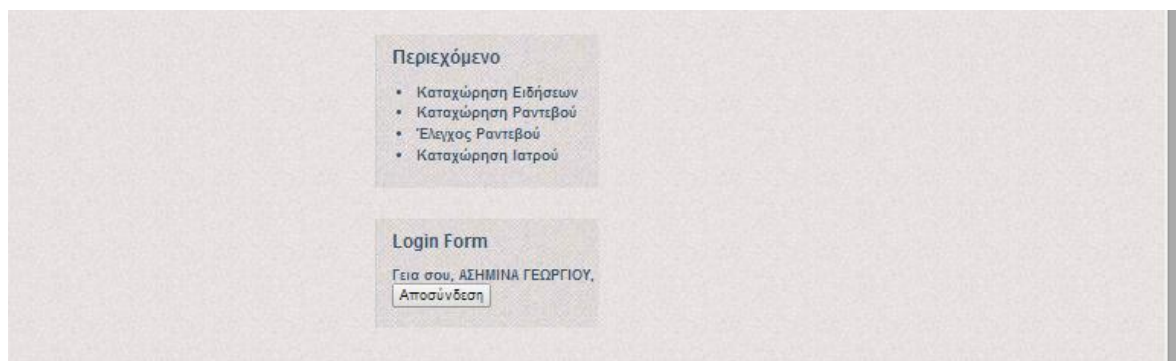 Περιεχόμενο
Καταχώρηση Ειδήσεων
Καταχώρηση Ραντεβού
Έλεγχος Ραντεβού
Καταχώρηση Ιατρού
Login Form
Γεια σου, ΑΣΗΜΙΝΑ ΓΕΩΡΓΙΟΥ,
Αποσύνδεση